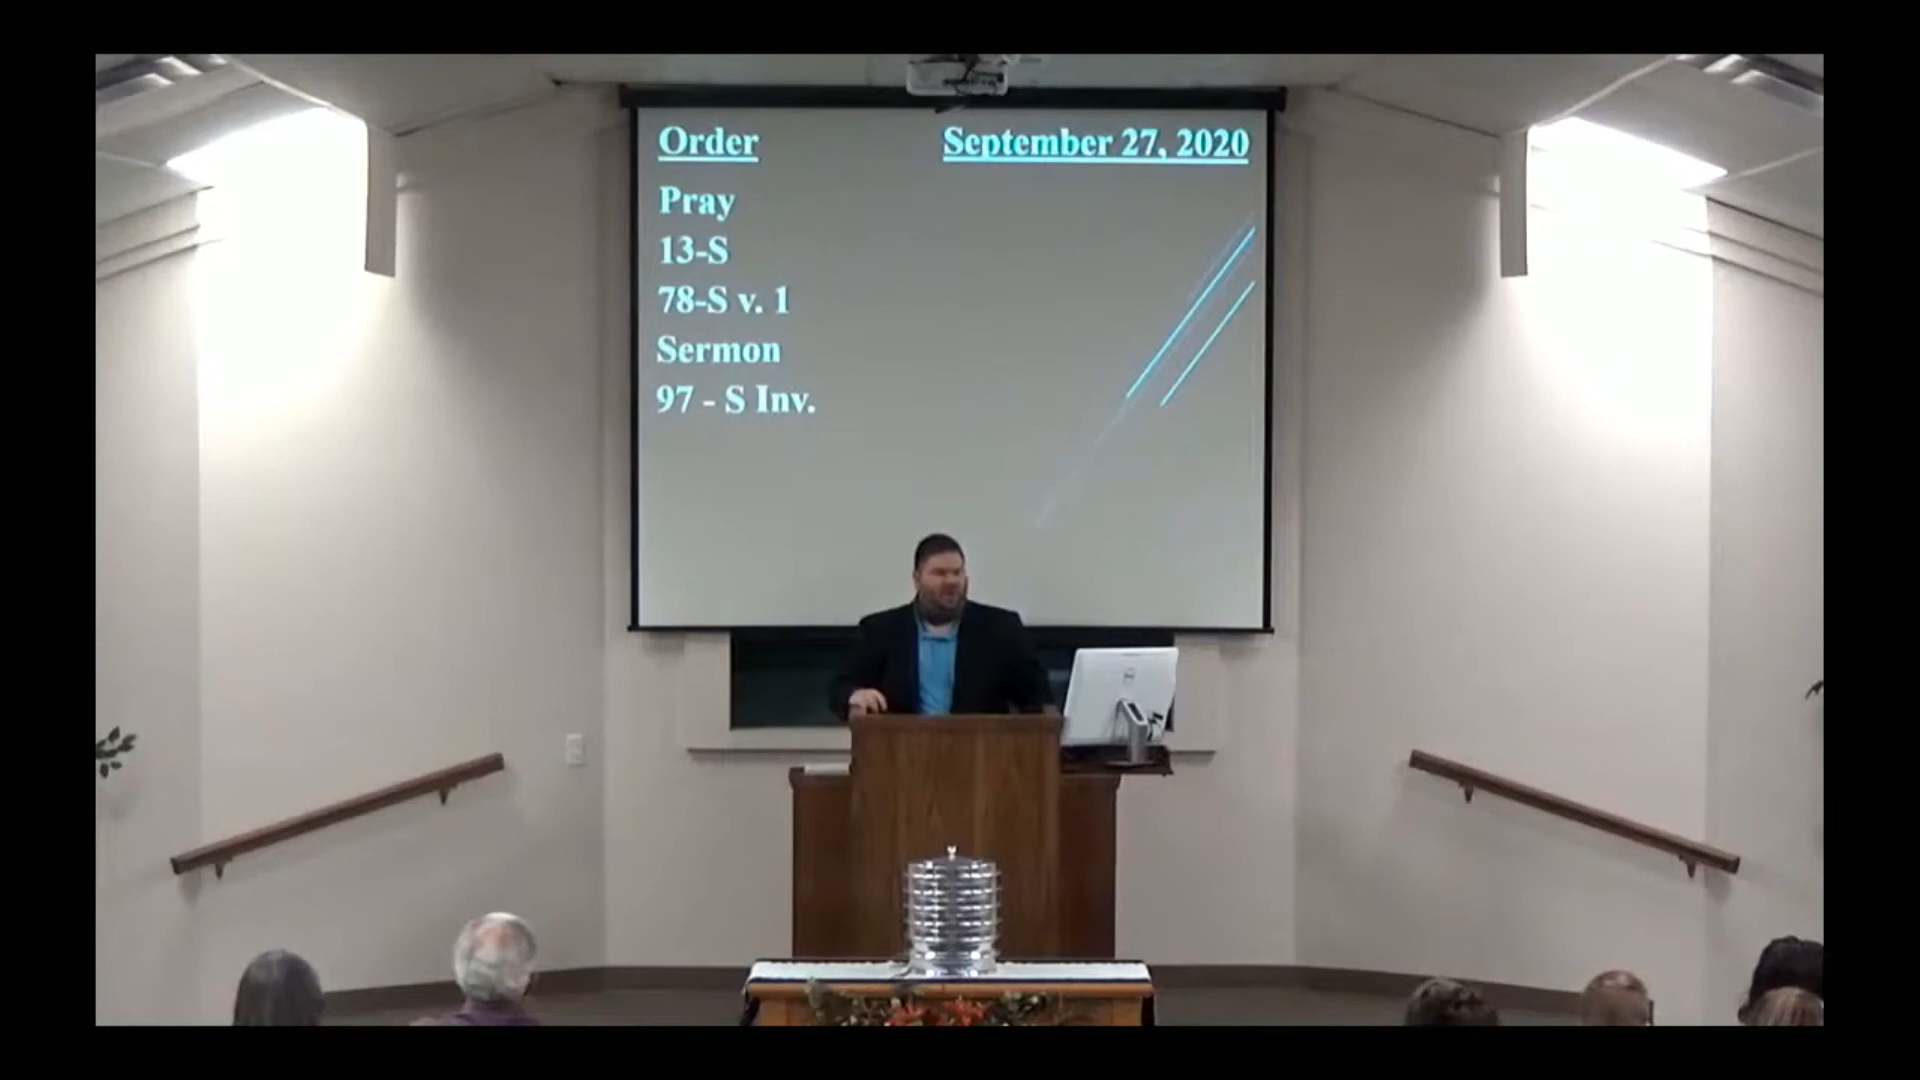 Order
September 27, 2020
Pray
13-S
78-S v. 1
Sermon
97 - S Inv.